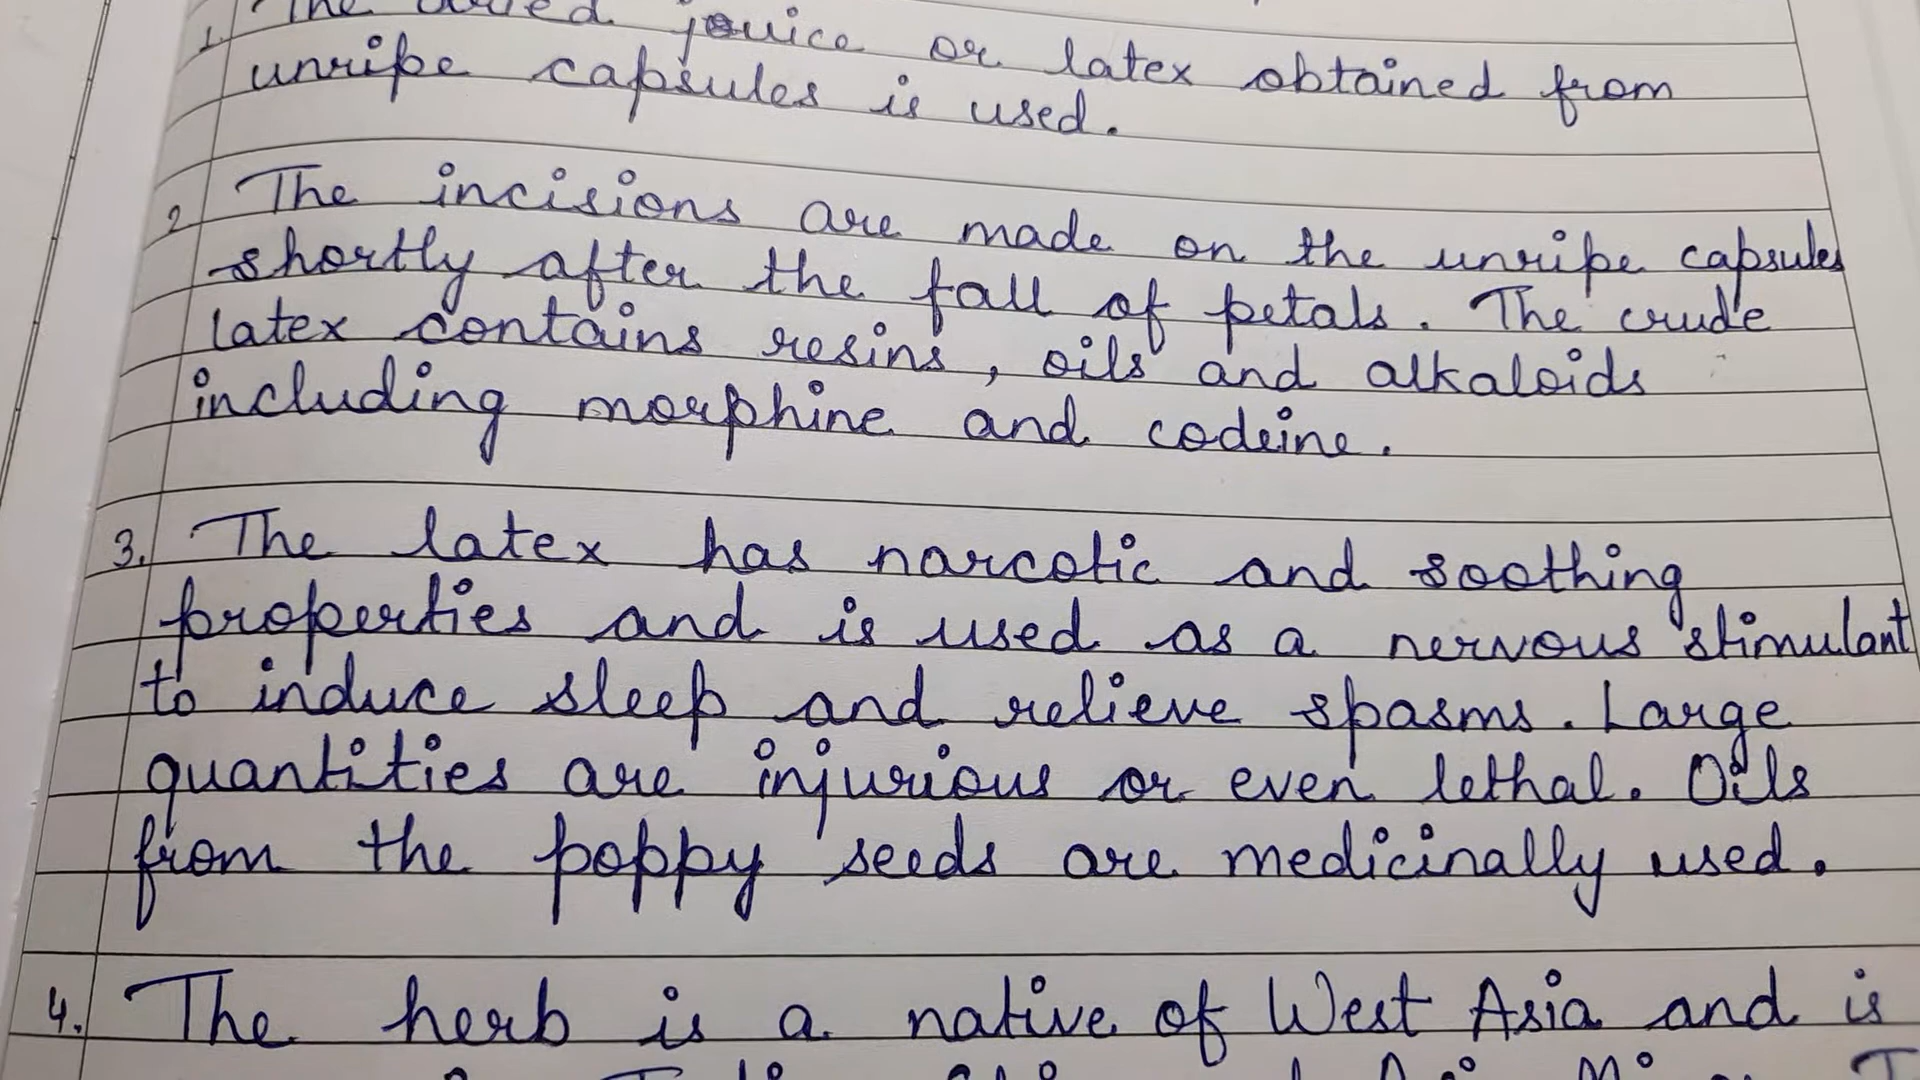 1. The dried jouice or latex obtained from
unripe capsules is used.
2 The incisions are made on the unripe capsules
shortly after the fall of petals. The crude
latex contains resins, oils and alkaloids
including morphine and codeine.
3. The latex has narcotic and soothing
properties and is used as a nervous stimulant
to induce sleep and relieve spasms. Large
quantities are injurious or even lethal. Oils
from the poppy seeds are medicinally used.
4. The herb is a native of West Asia and is